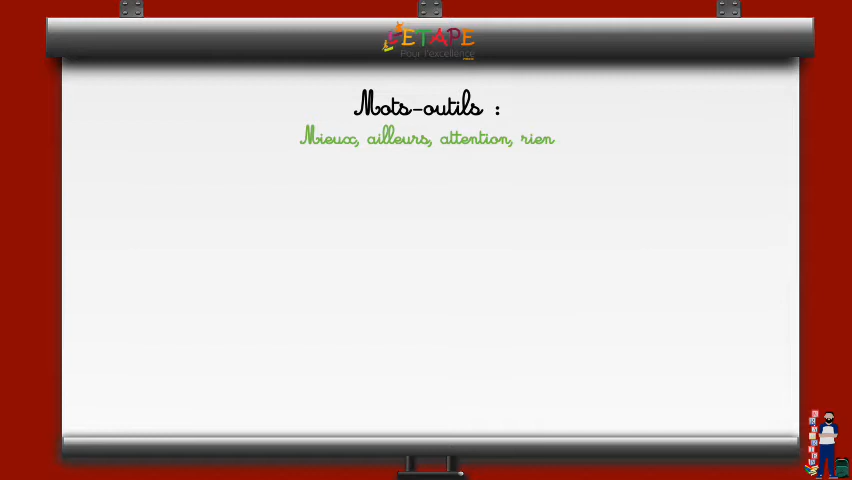 ETAPE
Pour l'excellence
Mots-outils :
Mieux, ailleurs, attention, rien